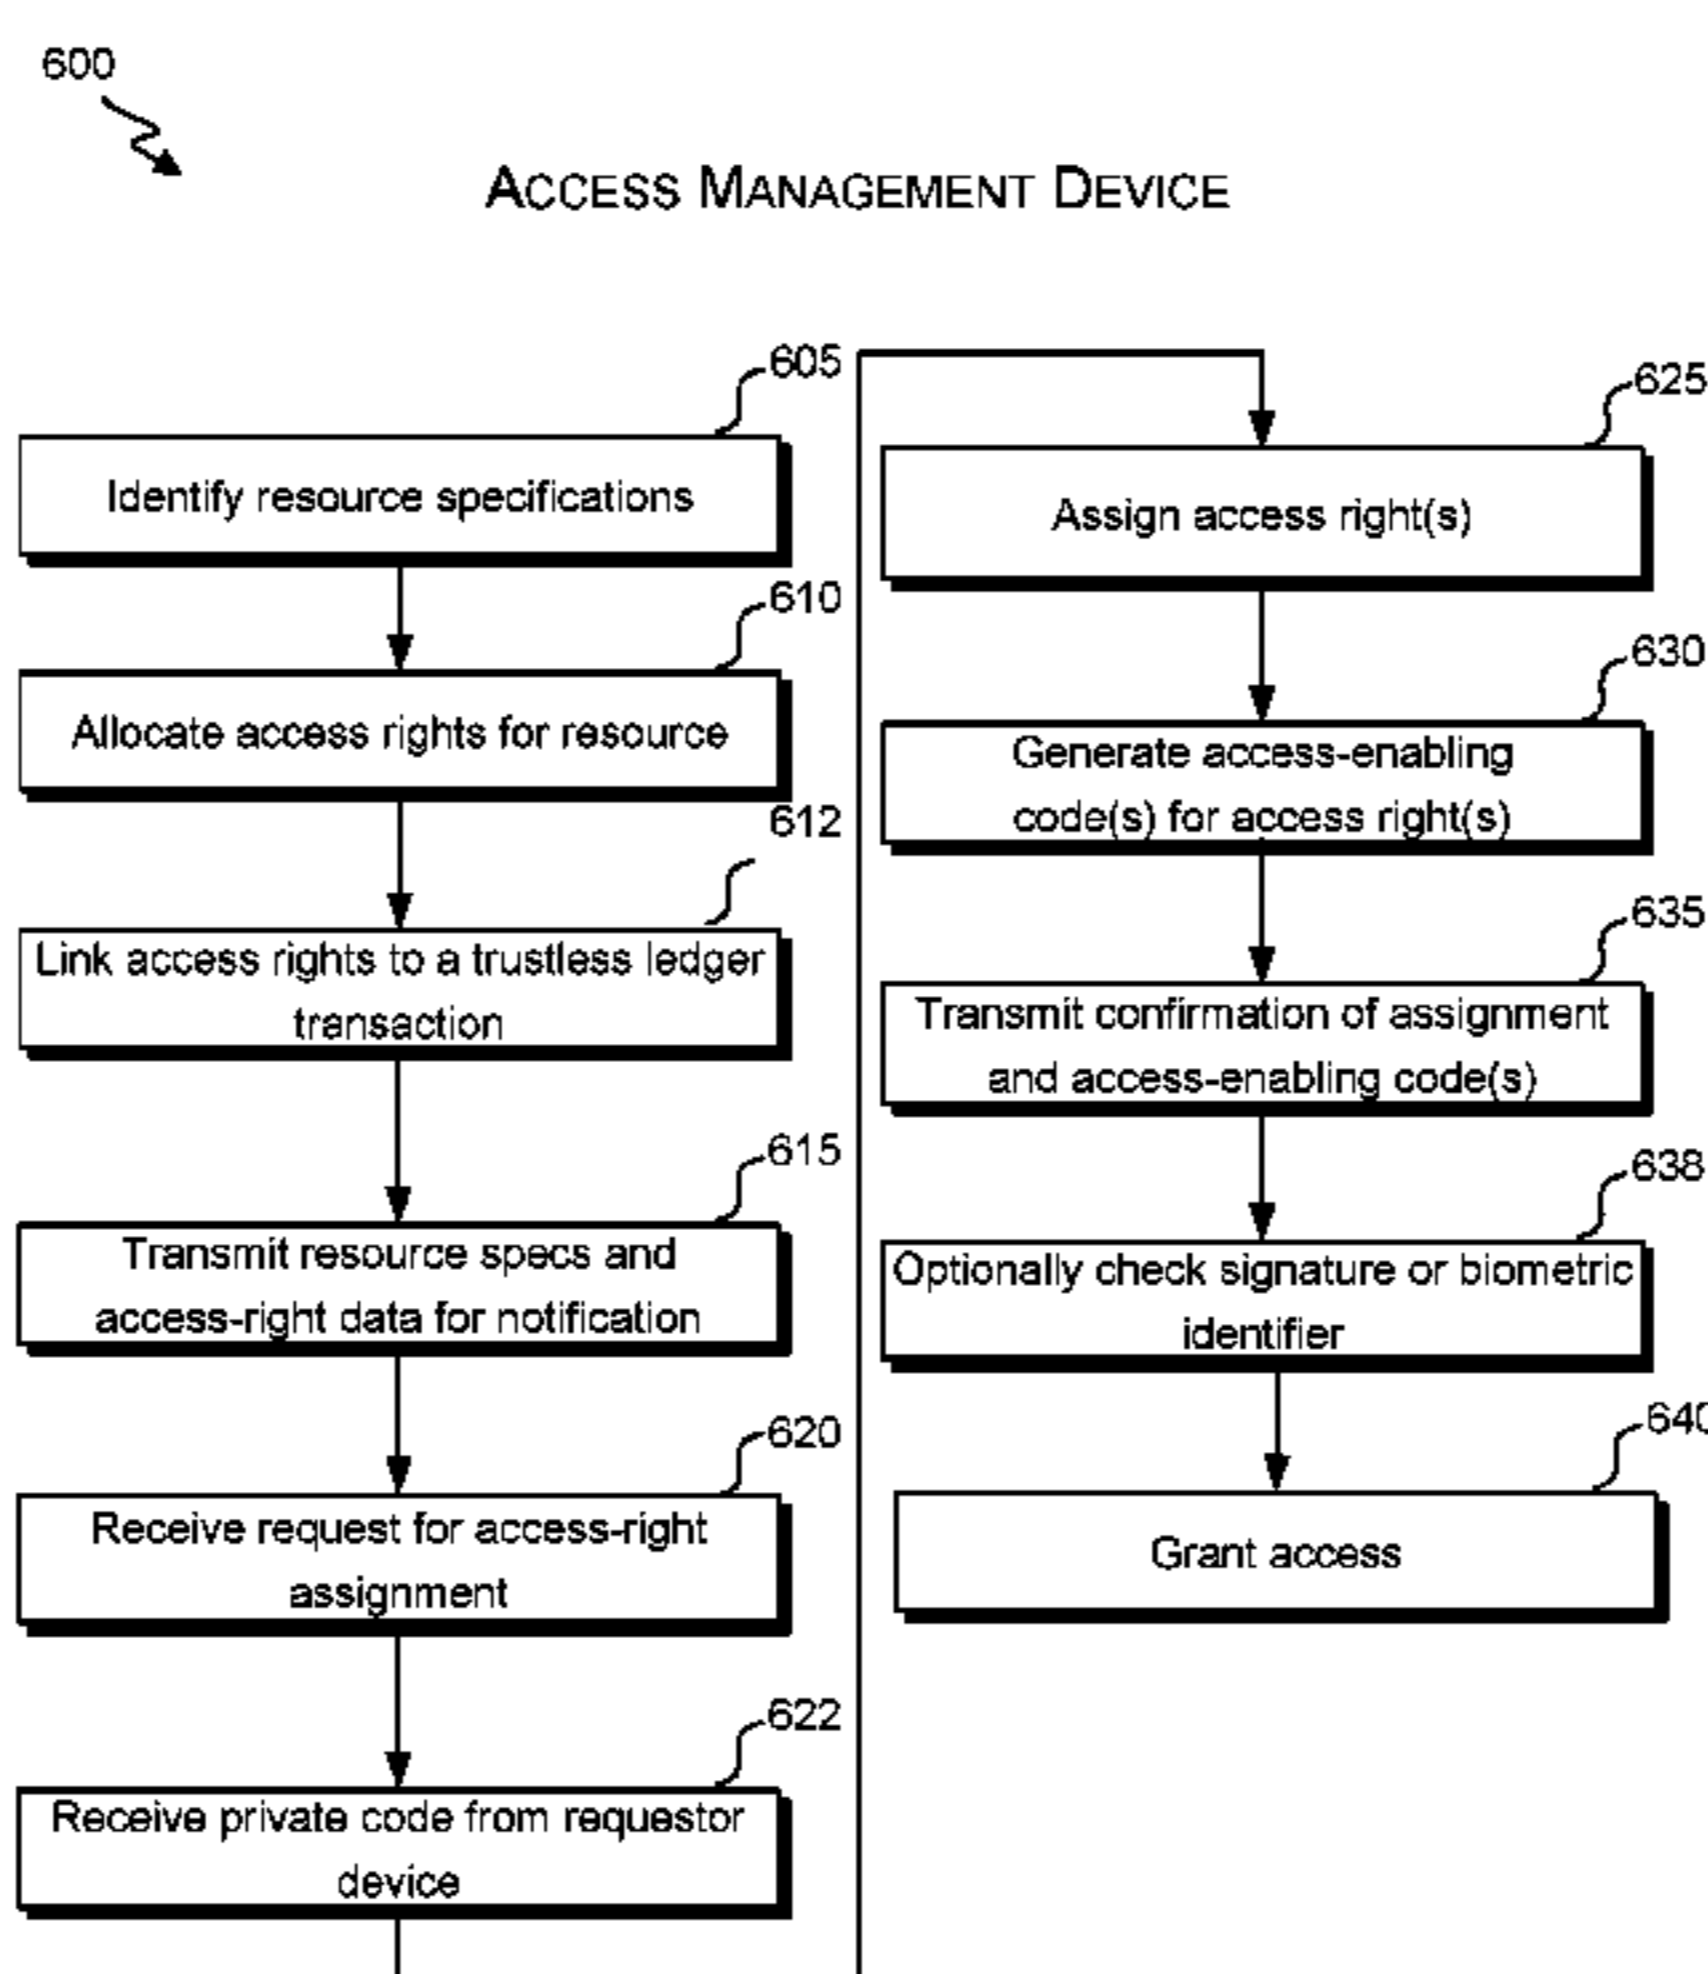 600
ACCESS MANAGEMENT DEVICE
605
Identify resource specifications
610
Allocate access rights for resource
612
Link access rights to a trustless ledger
transaction
615
Transmit resource specs and
access-right data for notification
620
Receive request for access-right
assignment
622
Receive private code from requestor
device
625
Assign access right(s)
630
Generate access-enabling
code(s) for access right(s)
635
Transmit confirmation of assignment
and access-enabling code(s)
638
Optionally check signature or biometric
identifier
640
Grant access